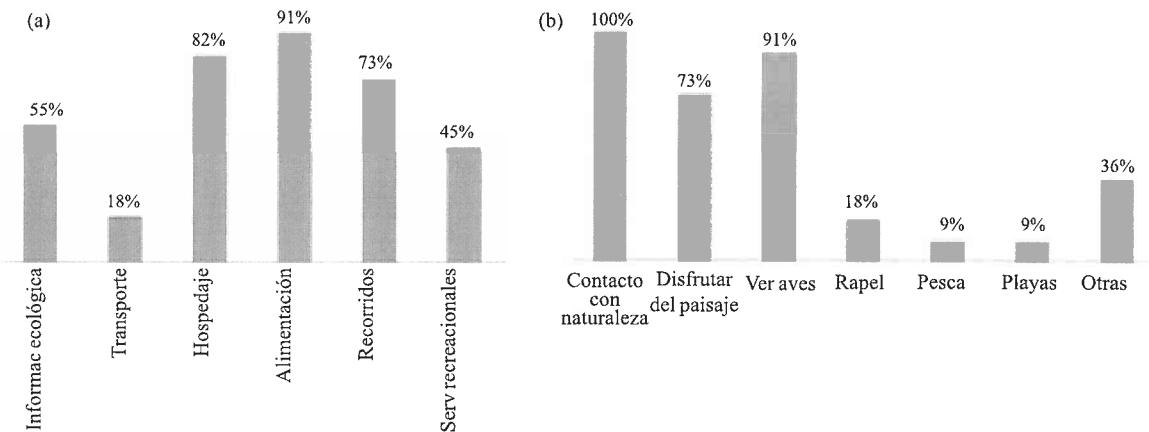 (a)
55%
18%
82%
91%
73%
45%
Informac ecológica
Transporte
Hospedaje
Alimentación
Recorridos
Serv recreacionales
(b)
100%
73%
91%
18%
9%
9%
36%
Contacto
con
naturaleza
Disfrutar
del paisaje
Ver aves
Rapel
Pesca
Playas
Otras